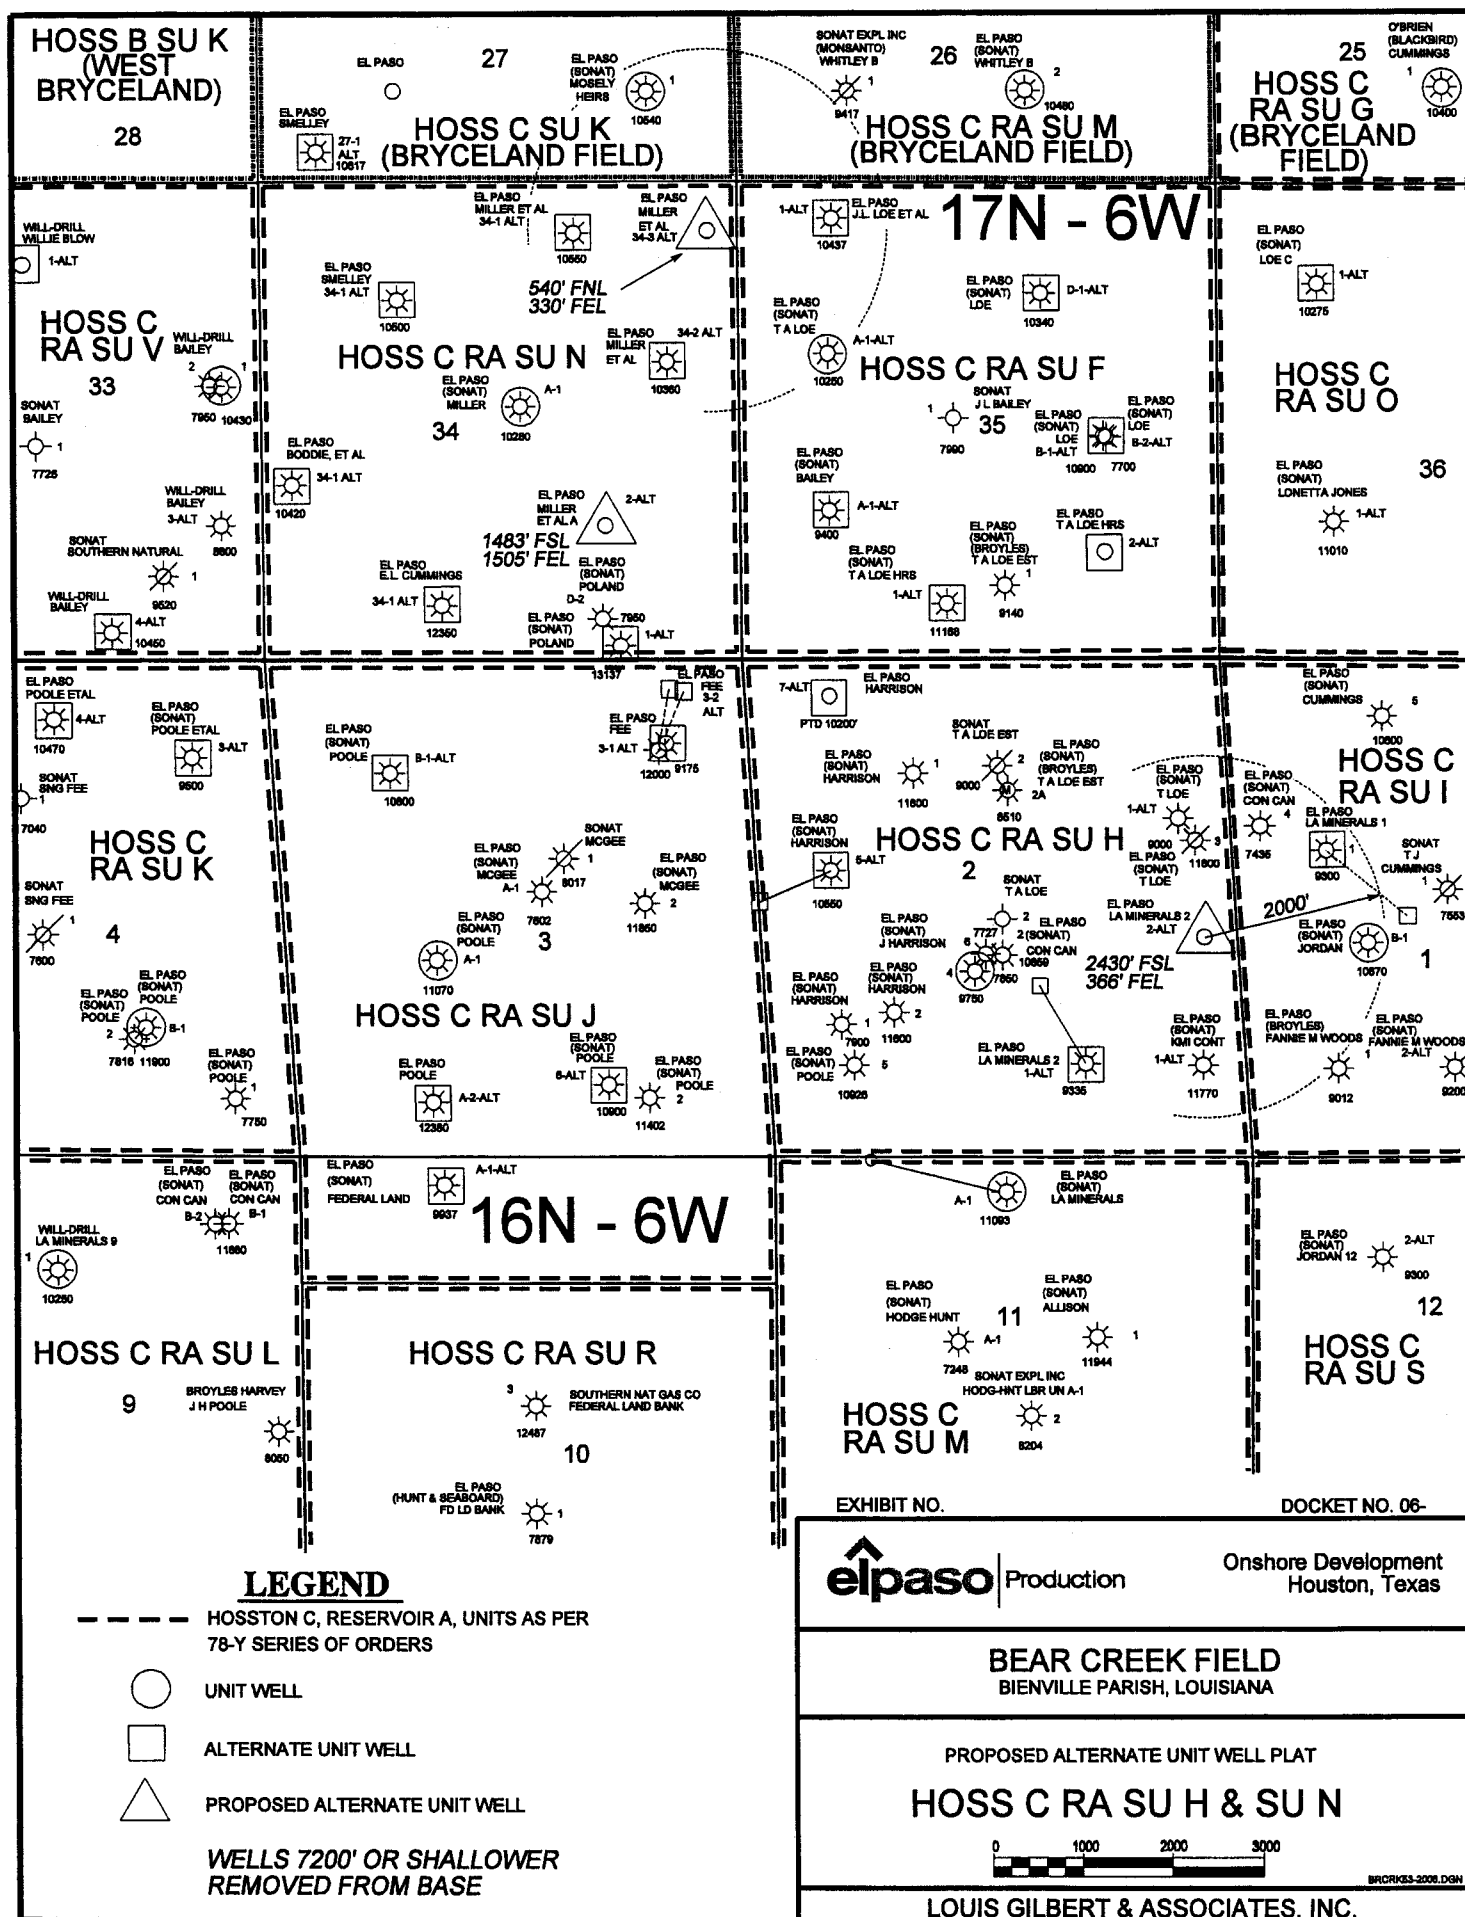 HOSS B SU K
(WEST
BRYCELAND)
28
EL PASO
27
EL PASO
(SONAT)
MOSELY
HEIRS
1
10540
EL PASO
SMELLEY
27-1
ALT
10617
HOSS C SU K
(BRYCELAND FIELD)
SONAT EXPL INC
(MONSANTO)
WHITLEY B
1
9417
26
EL PASO
(SONAT)
WHITLEY B
2
10480
HOSS C RA SU M
(BRYCELAND FIELD)
25
O'BRIEN
(BLACKBIRD)
CUMMINGS
1
10400
HOSS C
RA SU G
(BRYCELAND
FIELD)
WILL-DRILL
WILLIE BLOW
1-ALT
HOSS C
RA SU V
33
WILL-DRILL
BAILEY
2
1
7950
10430
SONAT
BAILEY
1
7725
WILL-DRILL
BAILEY
3-ALT
8800
SONAT
SOUTHERN NATURAL
1
9520
WILL-DRILL
BAILEY
4-ALT
10450
EL PASO
MILLER ET AL
34-1 ALT
10550
EL PASO
MILLER
ET AL
34-3 ALT
540' FNL
330' FEL
EL PASO
SMELLEY
34-1 ALT
10500
EL PASO
MILLER
ET AL
34-2 ALT
10360
HOSS C RA SU N
EL PASO
(SONAT)
MILLER
A-1
10280
34
EL PASO
BODDIE, ET AL
34-1 ALT
10420
EL PASO
MILLER
ET AL A
2-ALT
1483' FSL
1505' FEL
EL PASO
E.L. CUMMINGS
34-1 ALT
12350
EL PASO
(SONAT)
POLAND
D-2
7950
EL PASO
(SONAT)
POLAND
1-ALT
13137
1-ALT
EL PASO
J.L. LOE ET AL
10437
17N - 6W
EL PASO
(SONAT)
LOE
D-1-ALT
10340
EL PASO
(SONAT)
T A LOE
A-1-ALT
10250
HOSS C RA SU F
SONAT
J L BAILEY
1
7990
35
EL PASO
(SONAT)
LOE
B-1-ALT
10900
EL PASO
(SONAT)
LOE
B-2-ALT
7700
EL PASO
(SONAT)
BAILEY
A-1-ALT
9400
EL PASO
T A LOE HRS
2-ALT
EL PASO
(SONAT)
(BROYLES)
T A LOE EST
1
9140
EL PASO
(SONAT)
T A LOE HRS
1-ALT
11168
EL PASO
(SONAT)
LOE C
1-ALT
10275
HOSS C
RA SU O
36
EL PASO
(SONAT)
LONETTA JONES
1-ALT
11010
EL PASO
POOLE ETAL
4-ALT
10470
EL PASO
(SONAT)
POOLE ETAL
3-ALT
9500
SONAT
SNG FEE
1
7040
HOSS C
RA SU K
SONAT
SNG FEE
1
7600
4
EL PASO
(SONAT)
POOLE
B-1
EL PASO
(SONAT)
POOLE
2
7816 11900
EL PASO
(SONAT)
POOLE
1
7750
EL PASO
(SONAT)
POOLE
B-1-ALT
10800
EL PASO
FEE
3-2
ALT
EL PASO
FEE
3-1 ALT
12000
9175
SONAT
MCGEE
1
8017
EL PASO
(SONAT)
MCGEE
A-1
7602
EL PASO
(SONAT)
MCGEE
2
11850
3
EL PASO
(SONAT)
POOLE
A-1
11070
HOSS C RA SU J
EL PASO
POOLE
A-2-ALT
12380
EL PASO
(SONAT)
POOLE
6-ALT
10900
EL PASO
(SONAT)
POOLE
2
11402
7-ALT
EL PASO
HARRISON
PTD 10200'
SONAT
T A LOE EST
2
9000
EL PASO
(SONAT)
(BROYLES)
T A LOE EST
2A
8510
EL PASO
(SONAT)
HARRISON
1
11600
EL PASO
(SONAT)
HARRISON
5-ALT
10550
HOSS C RA SU H
2
EL PASO
(SONAT)
T LOE
1-ALT
9000
3
11800
EL PASO
(SONAT)
T LOE
SONAT
T A LOE
2
7727
EL PASO
(SONAT)
CON CAN
2
10859
7850
EL PASO
(SONAT)
J HARRISON
6
4
9750
EL PASO
LA MINERALS 2
2-ALT
2000'
2430' FSL
366' FEL
EL PASO
(SONAT)
HARRISON
1
7900
EL PASO
(SONAT)
HARRISON
2
11600
EL PASO
(SONAT)
POOLE
5
10926
EL PASO
LA MINERALS 2
1-ALT
9335
EL PASO
(SONAT)
KMI CONT
1-ALT
11770
EL PASO
(SONAT)
CUMMINGS
5
10600
HOSS C
RA SU I
EL PASO
(SONAT)
CON CAN
4
7435
EL PASO
LA MINERALS 1
1
9300
SONAT
T J
CUMMINGS
1
7553
EL PASO
(SONAT)
JORDAN
B-1
10870
1
EL PASO
(BROYLES)
FANNIE M WOODS
1
9012
EL PASO
(SONAT)
FANNIE M WOODS
2-ALT
9200
EL PASO
(SONAT)
CON CAN
B-2
EL PASO
(SONAT)
CON CAN
B-1
11880
WILL-DRILL
LA MINERALS 9
1
10250
HOSS C RA SU L
9
BROYLES HARVEY
J H POOLE
8050
EL PASO
(SONAT)
FEDERAL LAND
A-1-ALT
9937
16N - 6W
HOSS C RA SU R
3
SOUTHERN NAT GAS CO
FEDERAL LAND BANK
12487
10
EL PASO
(HUNT & SEABOARD)
FD LD BANK
1
7879
A-1
EL PASO
(SONAT)
LA MINERALS
11093
EL PASO
(SONAT)
HODGE HUNT
A-1
7248
11
EL PASO
(SONAT)
ALLISON
1
11944
SONAT EXPL INC
HODG-HNT LBR UN A-1
2
8204
HOSS C
RA SU M
EL PASO
(SONAT)
JORDAN 12
2-ALT
9300
12
HOSS C
RA SU S
EXHIBIT NO.
DOCKET NO. 06-
elpaso Production
Onshore Development
Houston, Texas
BEAR CREEK FIELD
BIENVILLE PARISH, LOUISIANA
PROPOSED ALTERNATE UNIT WELL PLAT
HOSS C RA SU H & SU N
0 1000 2000 3000
BRCRK53-2006.DGN
LOUIS GILBERT & ASSOCIATES, INC.
LEGEND
HOSSTON C, RESERVOIR A, UNITS AS PER
78-Y SERIES OF ORDERS
UNIT WELL
ALTERNATE UNIT WELL
PROPOSED ALTERNATE UNIT WELL
WELLS 7200' OR SHALLOWER
REMOVED FROM BASE